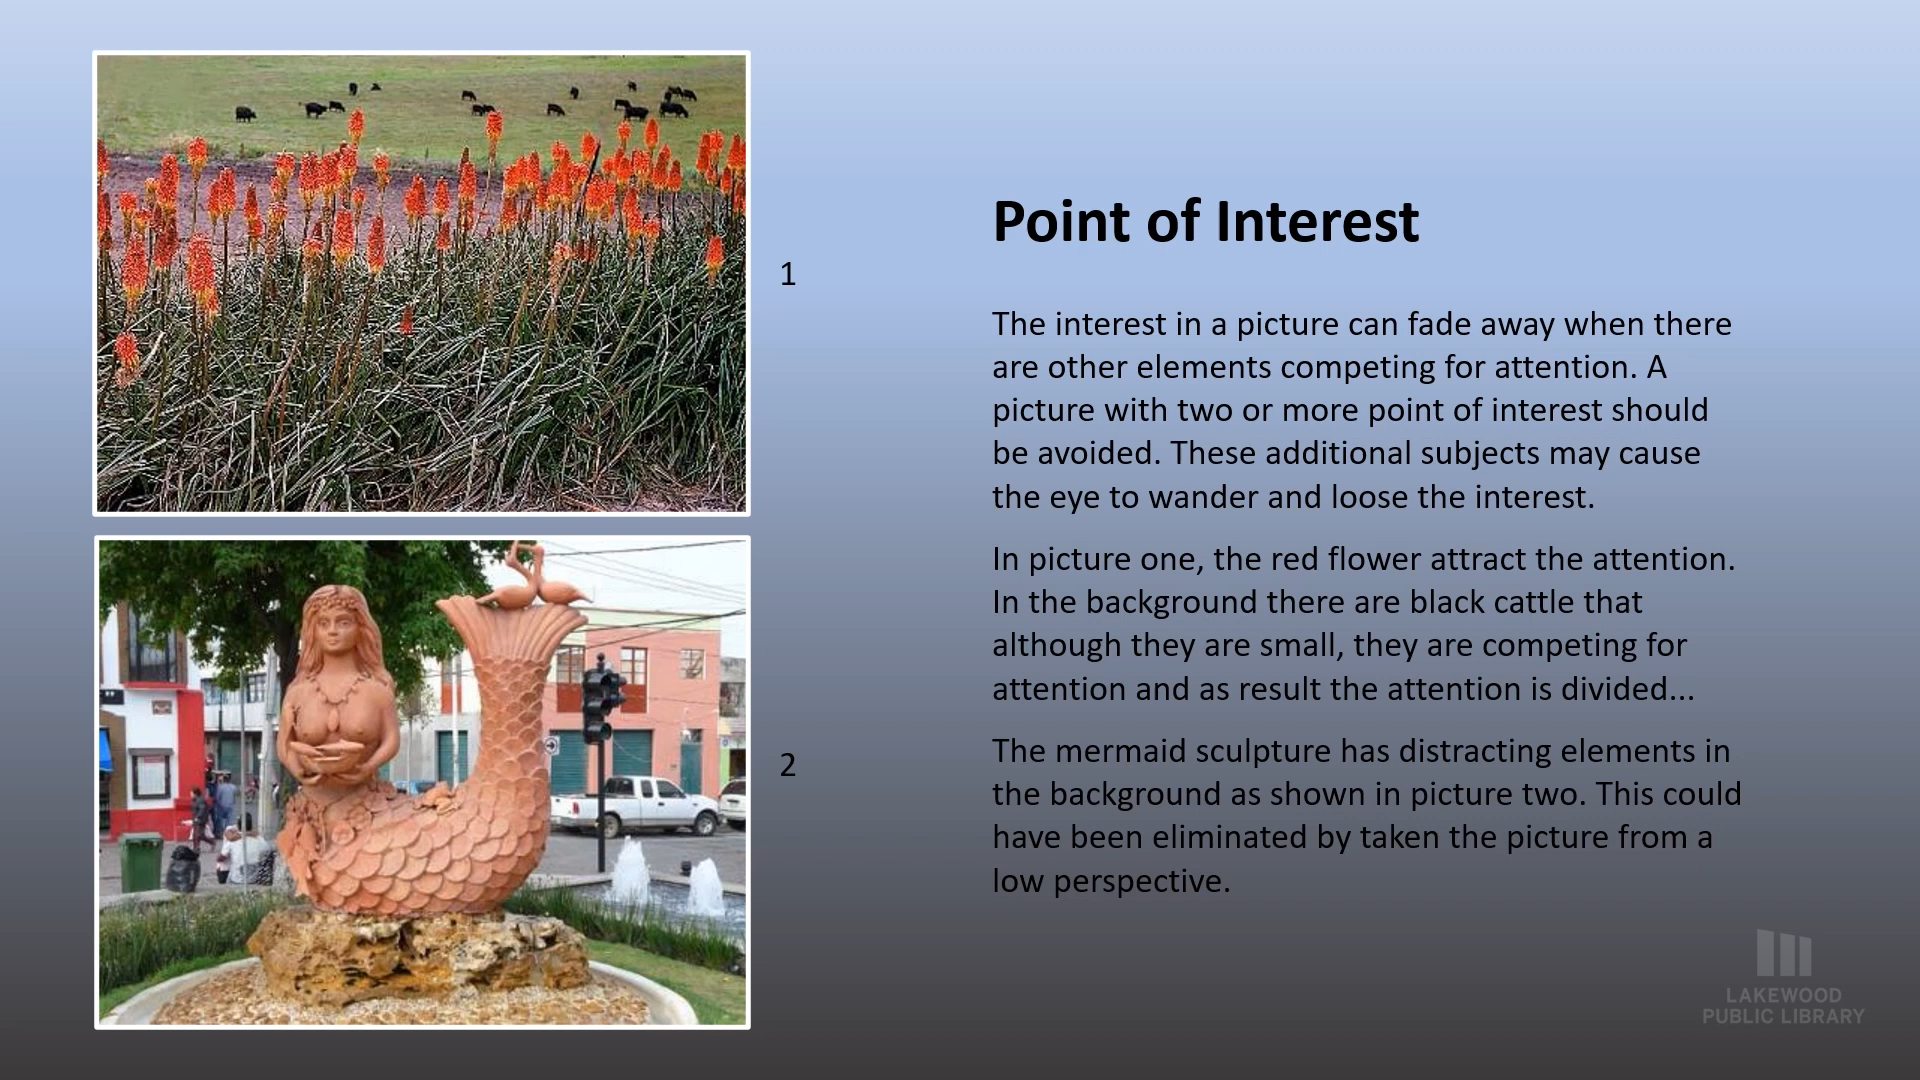 Point of Interest
1
The interest in a picture can fade away when there
are other elements competing for attention. A
picture with two or more point of interest should
be avoided. These additional subjects may cause
the eye to wander and loose the interest.
In picture one, the red flower attract the attention.
In the background there are black cattle that
although they are small, they are competing for
attention and as result the attention is divided...
2
The mermaid sculpture has distracting elements in
the background as shown in picture two. This could
have been eliminated by taken the picture from a
low perspective.
LAKEWOOD
PUBLIC LIBRARY